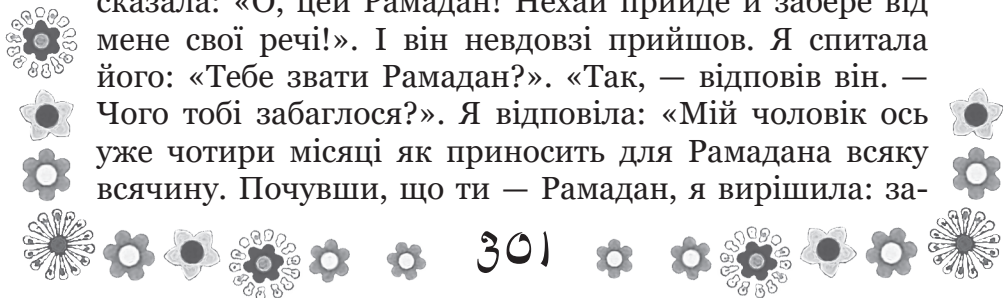 сказала: «О, цей Рамадан! Нехай прийде й забере від
мене свої речі!». І він невдовзі прийшов. Я спитала
його: «Тебе звати Рамадан?». «Так, — відповів він. —
Чого тобі забаглося?». Я відповіла: «Мій чоловік ось
уже чотири місяці як приносить для Рамадана всяку
всячину. Почувши, що ти — Рамадан, я вирішила: за-
301